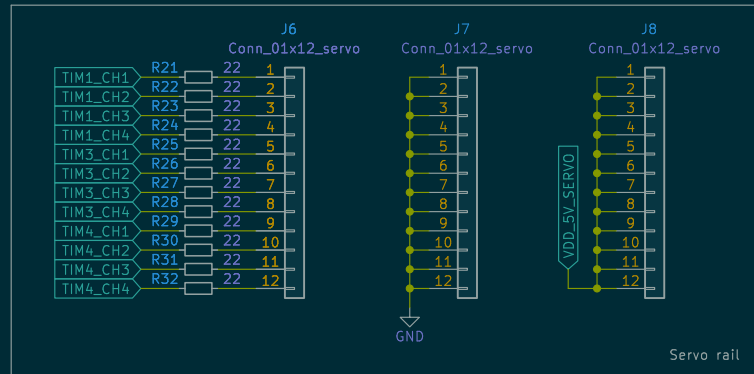 J6 J7 J8
Conn_01x12_servo Conn_01x12_servo Conn_01x12_servo
TIM1_CH1 R21 22 1 1 1
TIM1_CH2 R22 22 2 2 2
TIM1_CH3 R23 22 3 3 3
TIM1_CH4 R24 22 4 4 4
TIM3_CH1 R25 22 5 5 5
TIM3_CH2 R26 22 6 6 6
TIM3_CH3 R27 22 7 7 7
TIM3_CH4 R28 22 8 8 8
TIM4_CH1 R29 22 9 9 9
TIM4_CH2 R30 22 10 10 10
TIM4_CH3 R31 22 11 11 11
TIM4_CH4 R32 22 12 12 12
VDD_5V_SERVO
GND
Servo rail